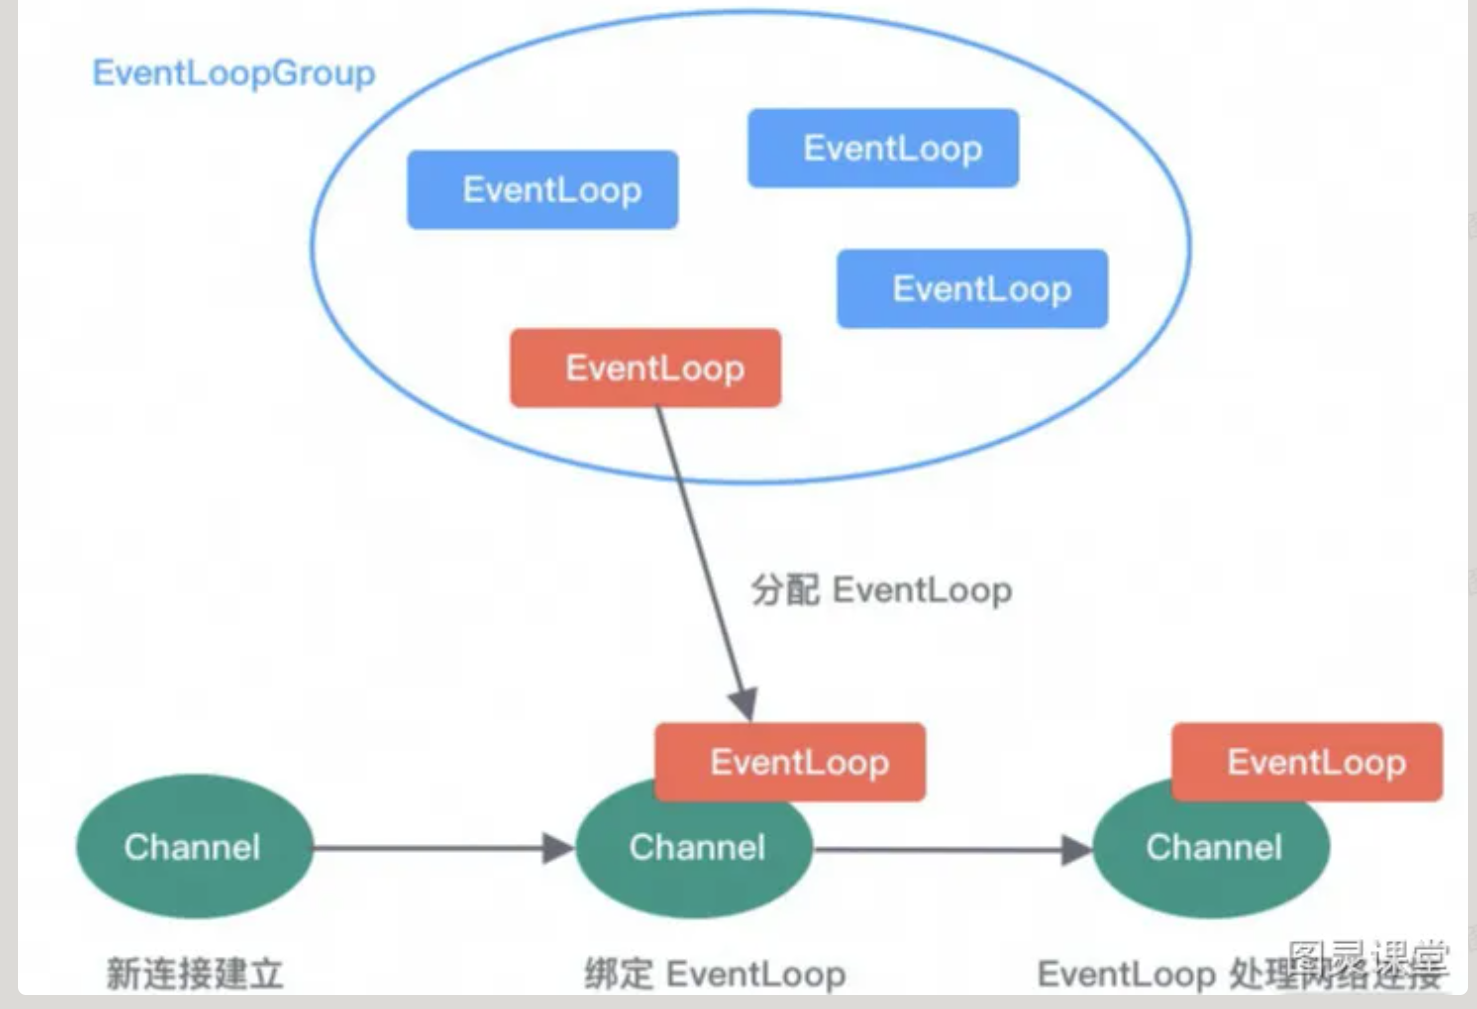 EventLoopGroup
EventLoop
EventLoop
EventLoop
EventLoop
分配 EventLoop
EventLoop
EventLoop
Channel
Channel
Channel
新连接建立
绑定 EventLoop
EventLoop 处理网络连接
图灵课堂